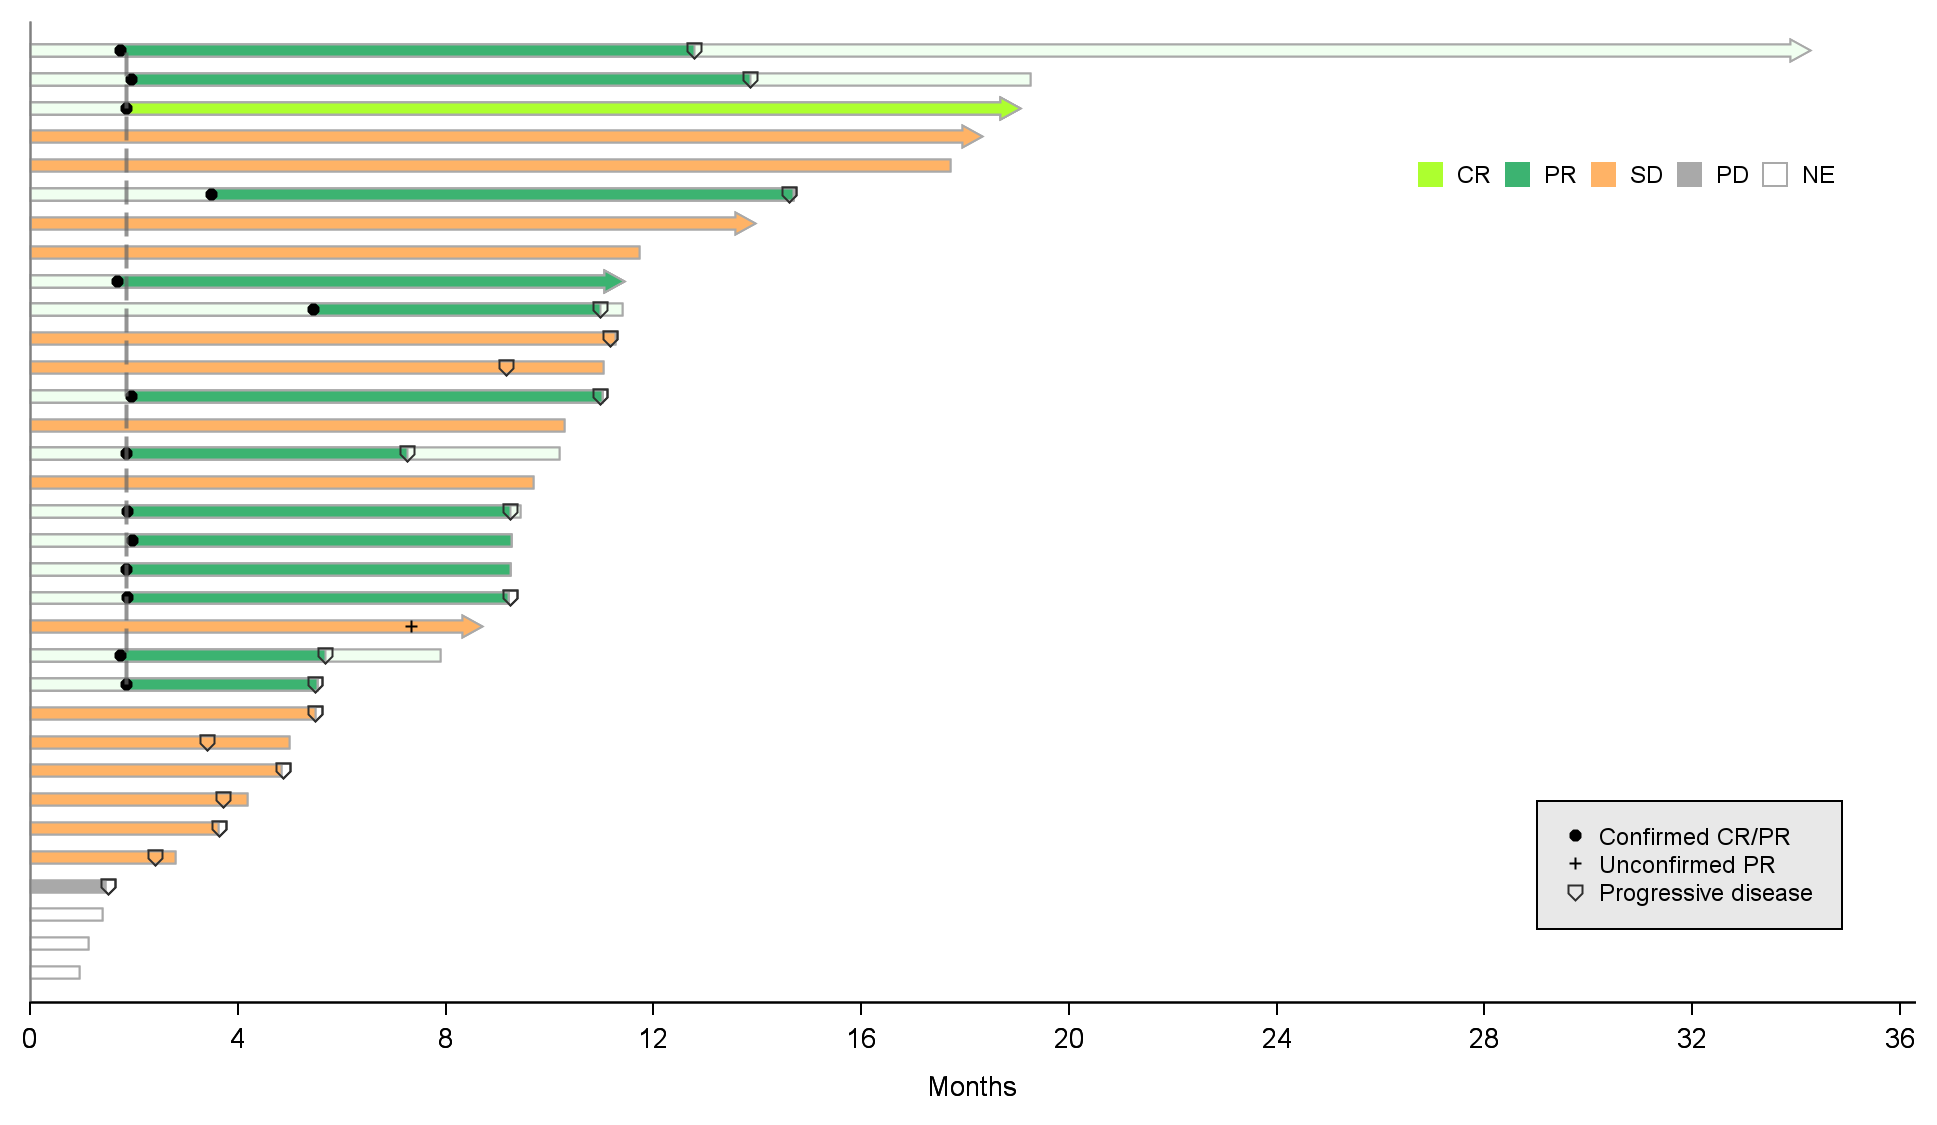 CR PR SD PD NE
Confirmed CR/PR
Unconfirmed PR
Progressive disease
0 4 8 12 16 20 24 28 32 36
Months